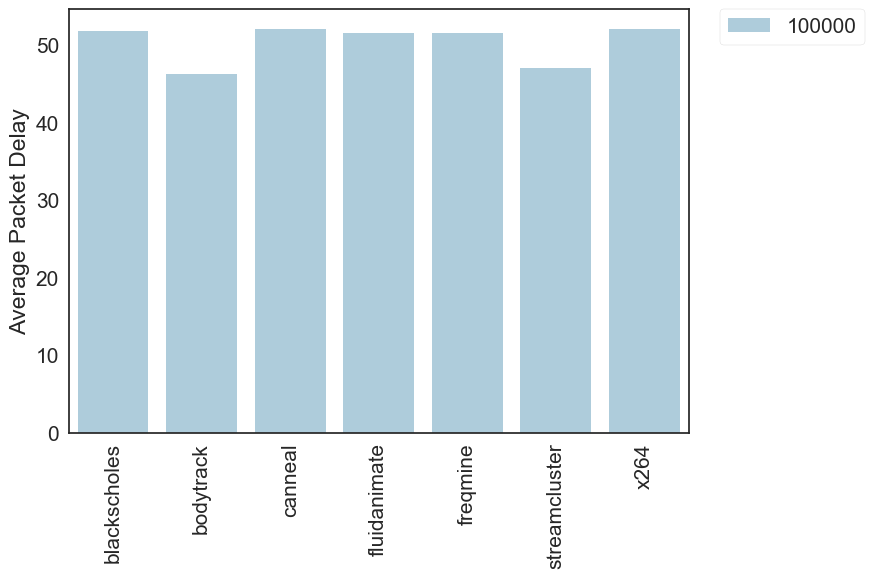 Average Packet Delay
50
40
30
20
10
0
blackscholes
bodytrack
canneal
fluidanimate
freqmine
streamcluster
x264
100000